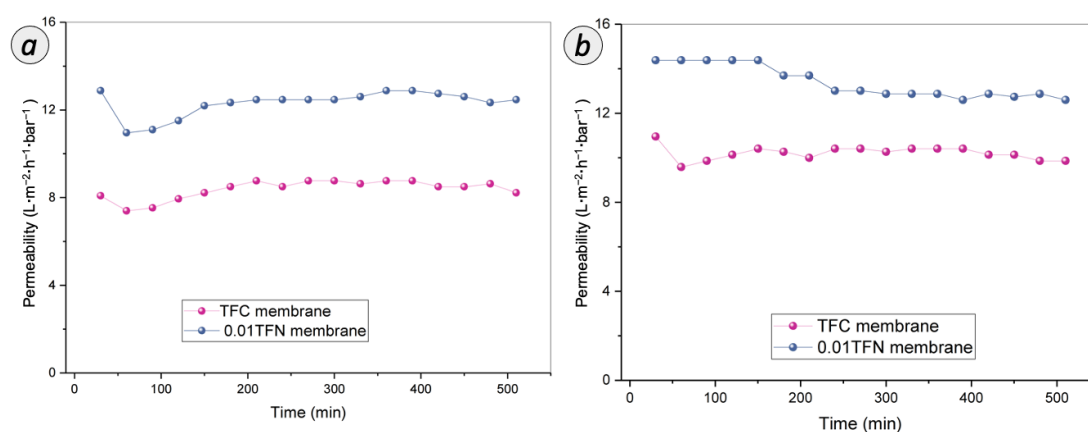 a
16
12
8
4
0
Permeability (L·m⁻²·h⁻¹·bar⁻¹)
TFC membrane
0.01TFN membrane
0 100 200 300 400 500
Time (min)
b
16
12
8
4
0
Permeability (L·m⁻²·h⁻¹·bar⁻¹)
TFC membrane
0.01TFN membrane
0 100 200 300 400 500
Time (min)